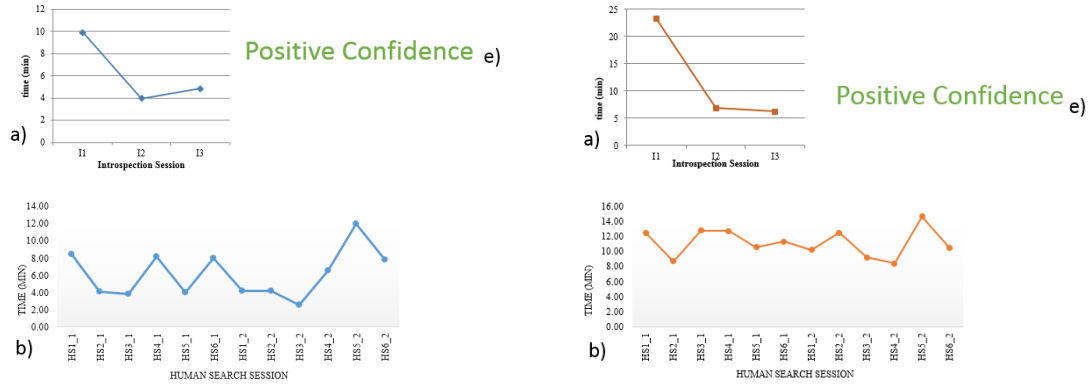 12
10
8
6
4
2
0
time (min)
I1 I2 I3
Introspection Session
a)
Positive Confidence e)
14.00
12.00
10.00
8.00
6.00
4.00
2.00
0.00
TIME (MIN)
HS1_1 HS2_1 HS3_1 HS4_1 HS5_1 HS6_1 HS1_2 HS2_2 HS3_2 HS4_2 HS5_2 HS6_2
b)
HUMAN SEARCH SESSION
25
20
15
10
5
0
time (min)
I1 I2 I3
Introspection Session
a)
Positive Confidence e)
16.00
14.00
12.00
10.00
8.00
6.00
4.00
2.00
0.00
TIME (MIN)
HS1_1 HS2_1 HS3_1 HS4_1 HS5_1 HS6_1 HS1_2 HS2_2 HS3_2 HS4_2 HS5_2 HS6_2
b)
HUMAN SEARCH SESSION